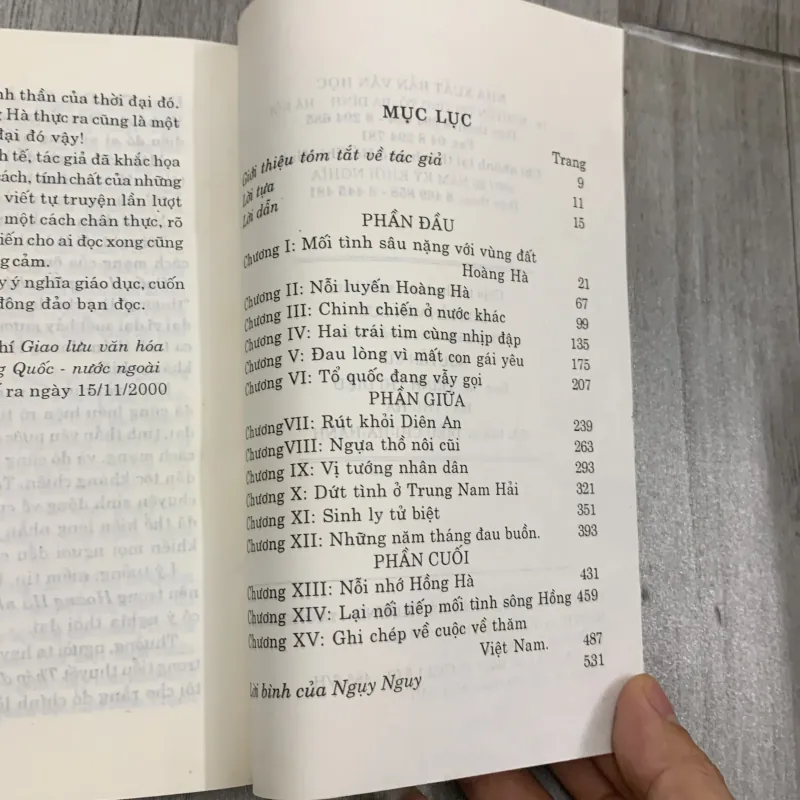 nh thần của thời đại đó.
g Hà thực ra cũng là một
đại đó vậy!
h tế, tác giả đã khắc họa
cách, tính chất của những
viết tự truyện lần lượt
một cách chân thực, rõ
iến cho ai đọc xong cũng
g cảm.
y ý nghĩa giáo dục, cuốn
đông đảo bạn đọc.
hí Giao lưu văn hóa
g Quốc - nước ngoài
ra ngày 15/11/2000
MỤC LỤC
Trang
Giới thiệu tóm tắt về tác giả 9
Lời tựa 11
Lời dẫn 15
PHẦN ĐẦU
Chương I: Mối tình sâu nặng với vùng đất
Hoàng Hà 21
Chương II: Nỗi luyến Hoàng Hà 67
Chương III: Chinh chiến ở nước khác 99
Chương IV: Hai trái tim cùng nhịp đập 135
Chương V: Đau lòng vì mất con gái yêu 175
Chương VI: Tổ quốc đang vẫy gọi 207
PHẦN GIỮA
Chương VII: Rút khỏi Diên An 239
Chương VIII: Ngựa thồ nôi cũi 263
Chương IX: Vị tướng nhân dân 293
Chương X: Dứt tình ở Trung Nam Hải 321
Chương XI: Sinh ly tử biệt 351
Chương XII: Những năm tháng đau buồn. 393
PHẦN CUỐI
Chương XIII: Nỗi nhớ Hồng Hà 431
Chương XIV: Lại nối tiếp mối tình sông Hồng 459
Chương XV: Ghi chép về cuộc về thăm
Việt Nam. 487
Lời bình của Ngụy Nguy 531